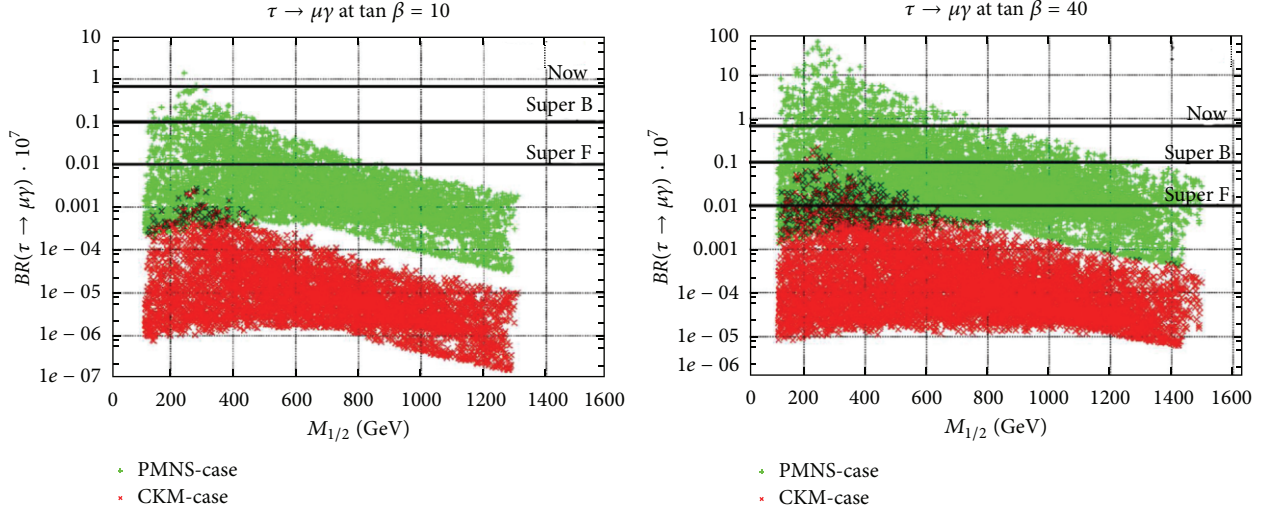 τ → μγ at tan β = 10
BR(τ → μγ) · 10^7
10
1
0.1
0.01
0.001
1e − 04
1e − 05
1e − 06
1e − 07
Now
Super B
Super F
0 200 400 600 800 1000 1200 1400 1600
M_{1/2} (GeV)
PMNS-case
CKM-case
τ → μγ at tan β = 40
BR(τ → μγ) · 10^7
100
10
1
0.1
0.01
0.001
1e − 04
1e − 05
1e − 06
Now
Super B
Super F
0 200 400 600 800 1000 1200 1400 1600
M_{1/2} (GeV)
PMNS-case
CKM-case